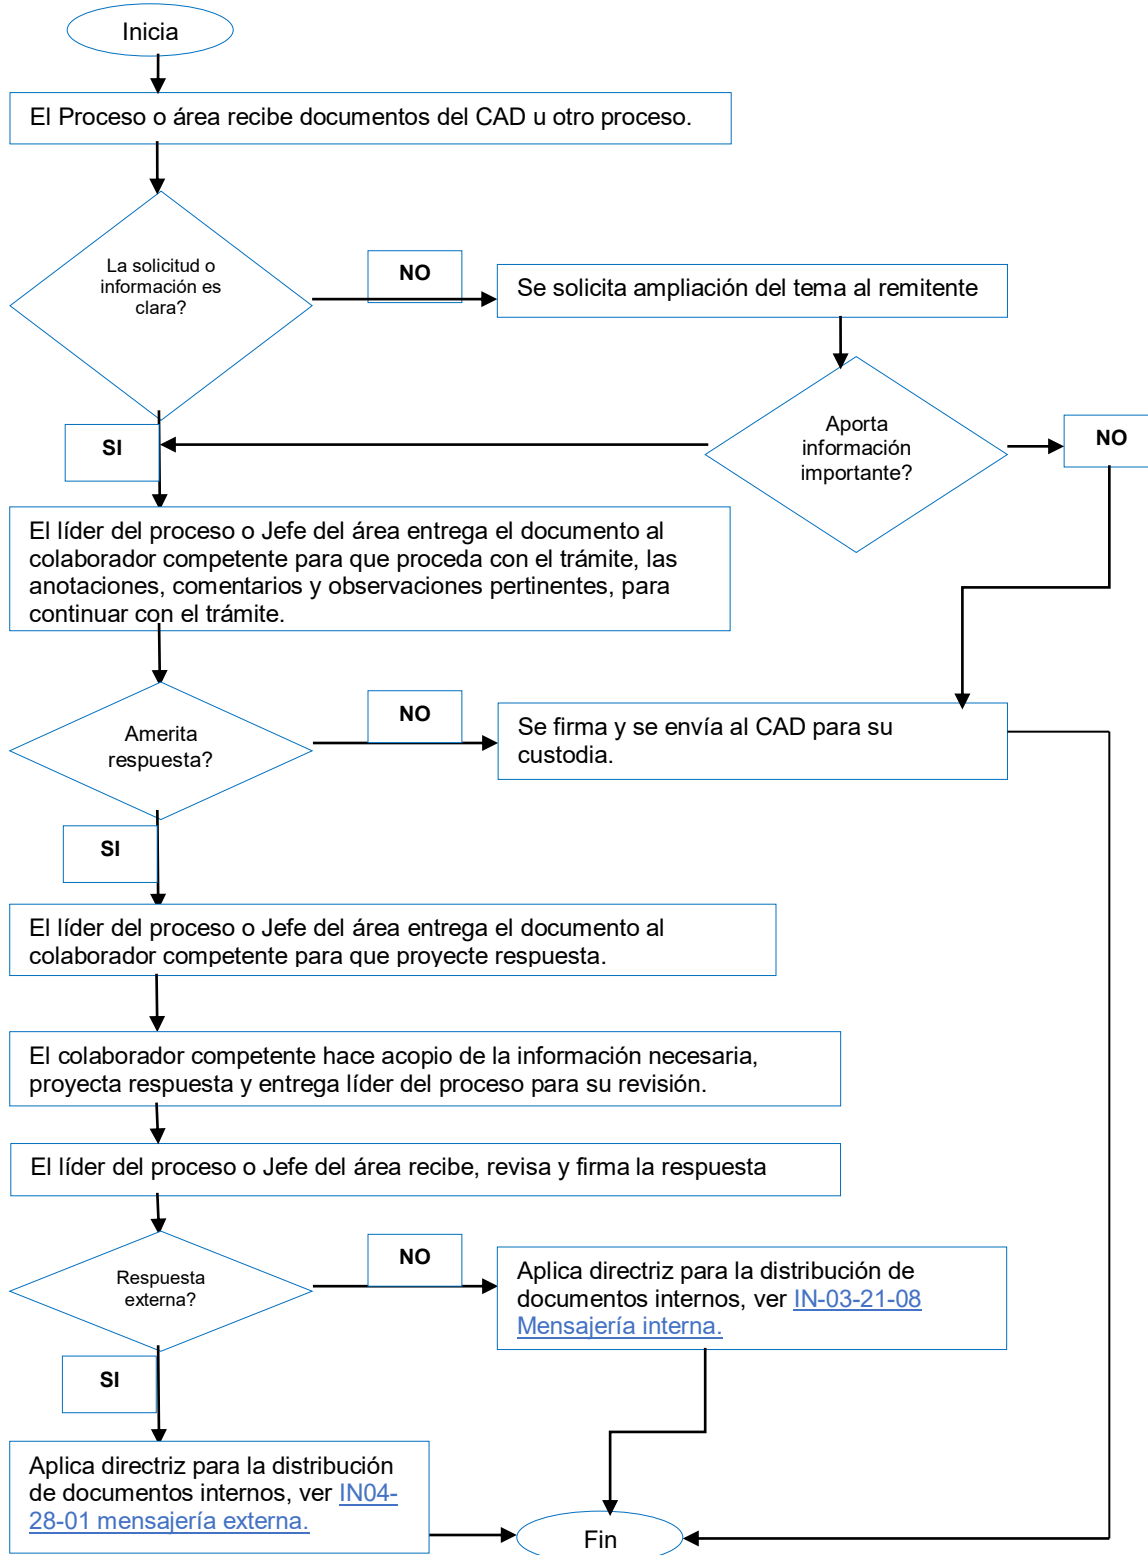 Inicia
El Proceso o área recibe documentos del CAD u otro proceso.
La solicitud o
información es
clara?
NO
Se solicita ampliación del tema al remitente
Aporta
información
importante?
NO
SI
El líder del proceso o Jefe del área entrega el documento al
colaborador competente para que proceda con el trámite, las
anotaciones, comentarios y observaciones pertinentes, para
continuar con el trámite.
Amerita
respuesta?
NO
Se firma y se envía al CAD para su
custodia.
SI
El líder del proceso o Jefe del área entrega el documento al
colaborador competente para que proyecte respuesta.
El colaborador competente hace acopio de la información necesaria,
proyecta respuesta y entrega líder del proceso para su revisión.
El líder del proceso o Jefe del área recibe, revisa y firma la respuesta
Respuesta
externa?
NO
Aplica directriz para la distribución de
documentos internos, ver IN-03-21-08
Mensajería interna.
SI
Aplica directriz para la distribución
de documentos internos, ver IN04-
28-01 mensajería externa.
Fin